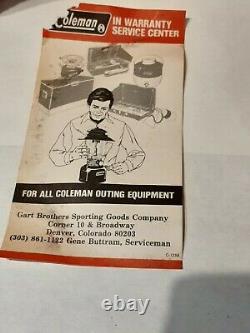 Coleman
IN WARRANTY
SERVICE CENTER
FOR ALL COLEMAN OUTING EQUIPMENT
Gart Brothers Sporting Goods Company
Corner 10 & Broadway
Denver, Colorado 80203
(303) 861-1122 Gene Buttrum, Serviceman